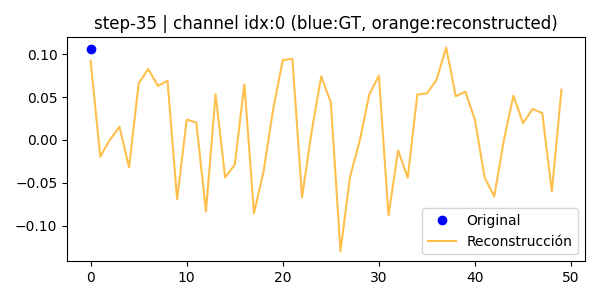 step-35 | channel idx:0 (blue:GT, orange:reconstructed)
0.10
0.05
0.00
−0.05
−0.10
0 10 20 30 40 50
Original
Reconstrucción